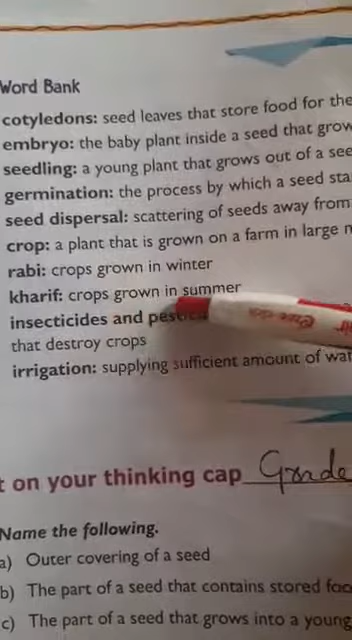 Word Bank
cotyledons: seed leaves that store food for the
embryo: the baby plant inside a seed that grow
seedling: a young plant that grows out of a see
germination: the process by which a seed sta
seed dispersal: scattering of seeds away from
crop: a plant that is grown on a farm in large n
rabi: crops grown in winter
kharif: crops grown in summer
insecticides and
that destroy crops
irrigation: supplying sufficient amount of wat
t on your thinking cap Grade
Name the following.
a) Outer covering of a seed
b) The part of a seed that contains stored foo
c) The part of a seed that grows into a young